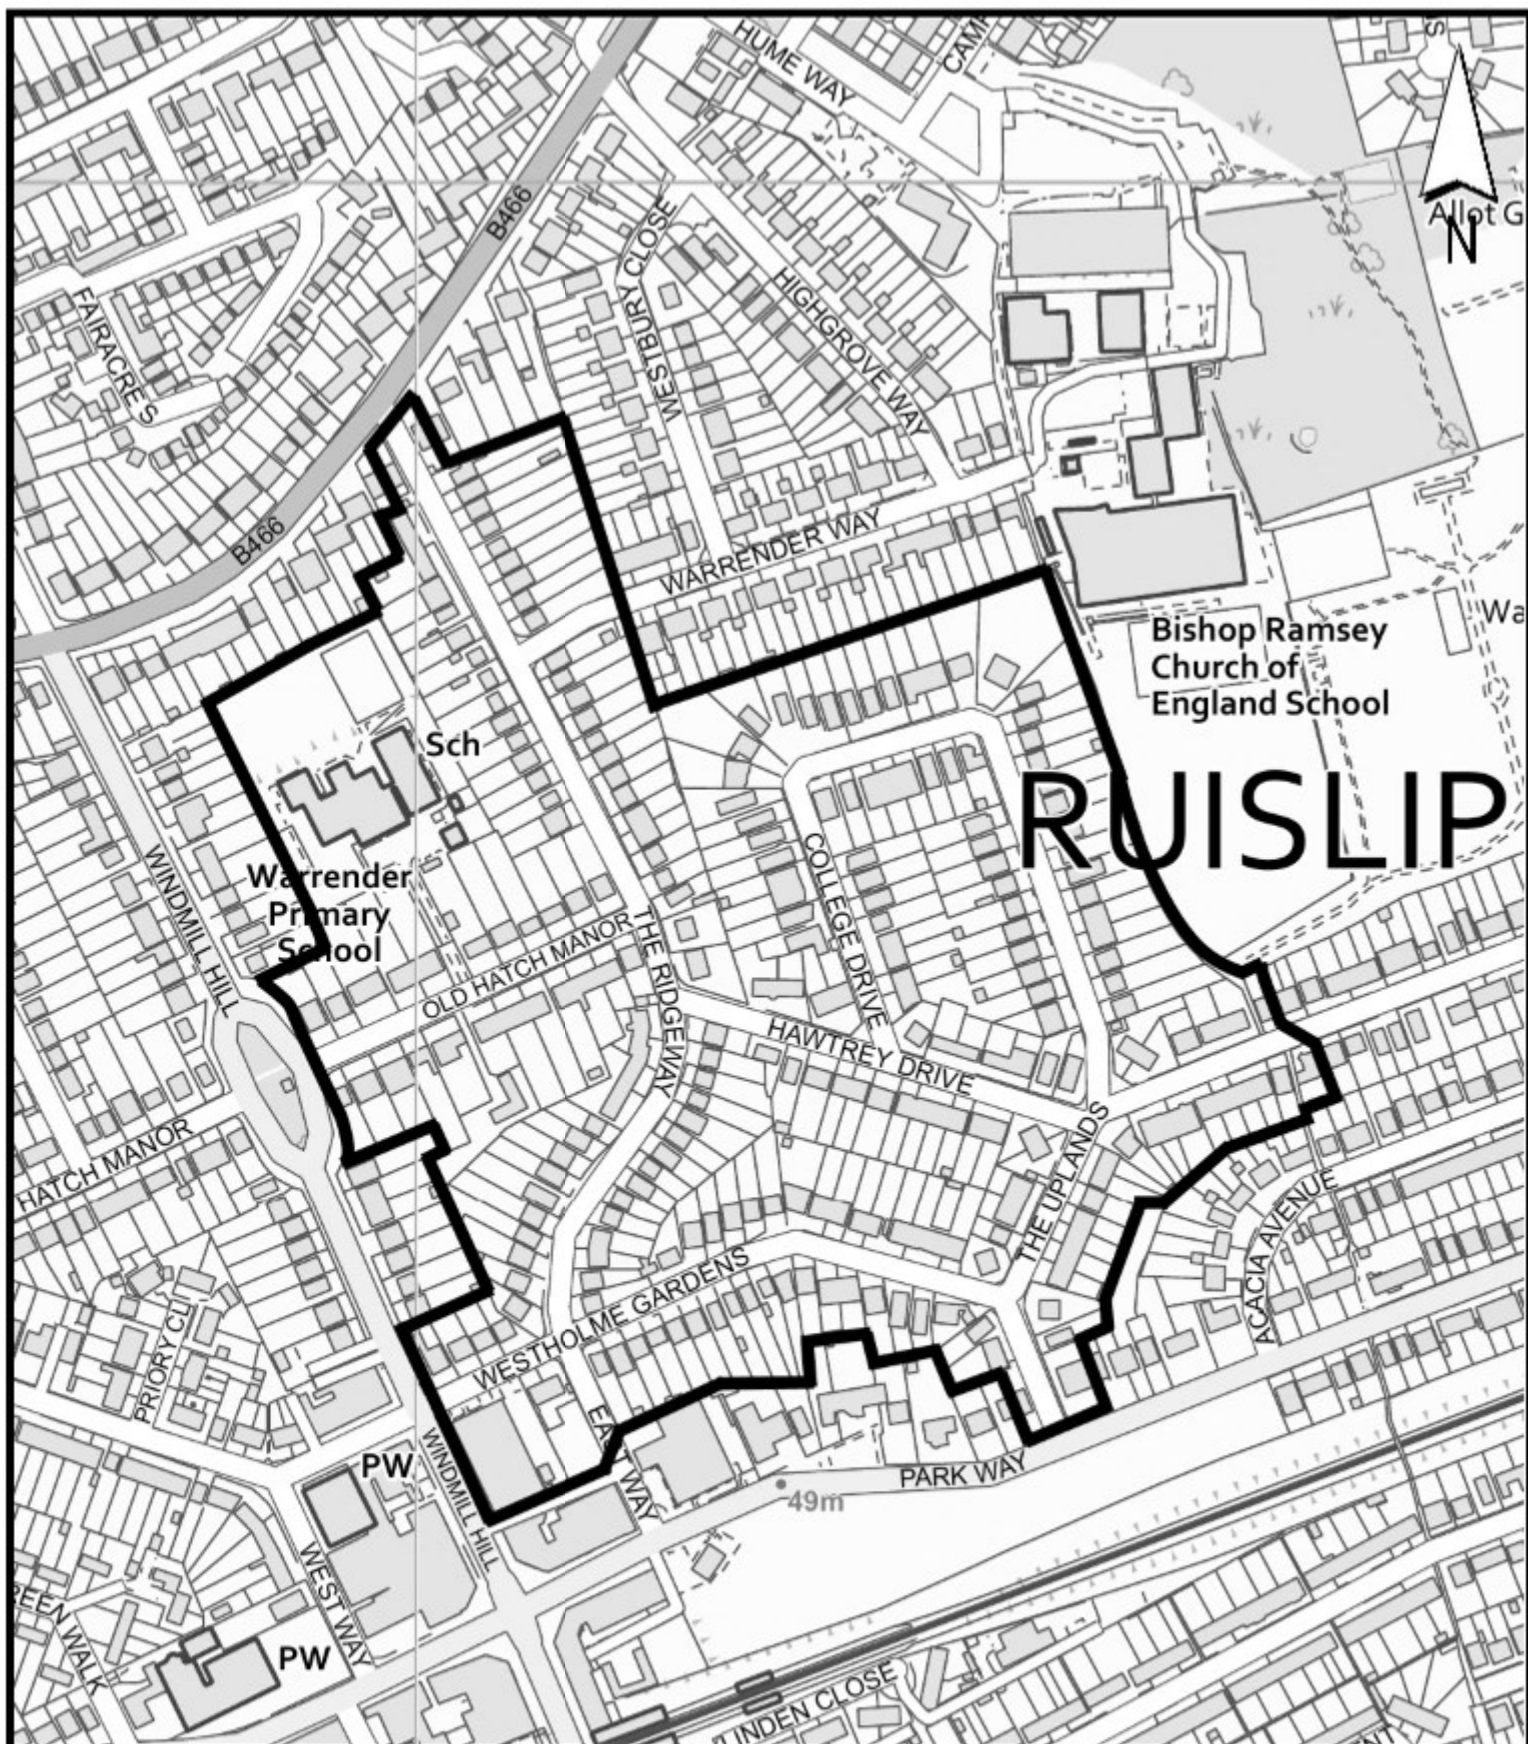 HUME WAY
CAMP
S
B466
WESTBURY CLOSE
HIGHGROVE WAY
Allot G
N
FAIRACRES
B466
WESTBURY
WARRENDER WAY
Bishop Ramsey
Church of
England School
Wa
Sch
RUISLIP
Warrender
Primary
School
WINDMILL HILL
COLLEGE DRIVE
OLD HATCH MANOR
THE RIDGEWAY
HAWTREY DRIVE
HATCH MANOR
THE UPLANDS
ACACIA AVENUE
PRIORY CL
WESTHOLME GARDENS
EAST WAY
WINDMILL HILL
PW
PARK WAY
49m
WEST WAY
REEN WALK
PW
LINDEN CLOSE
ENT